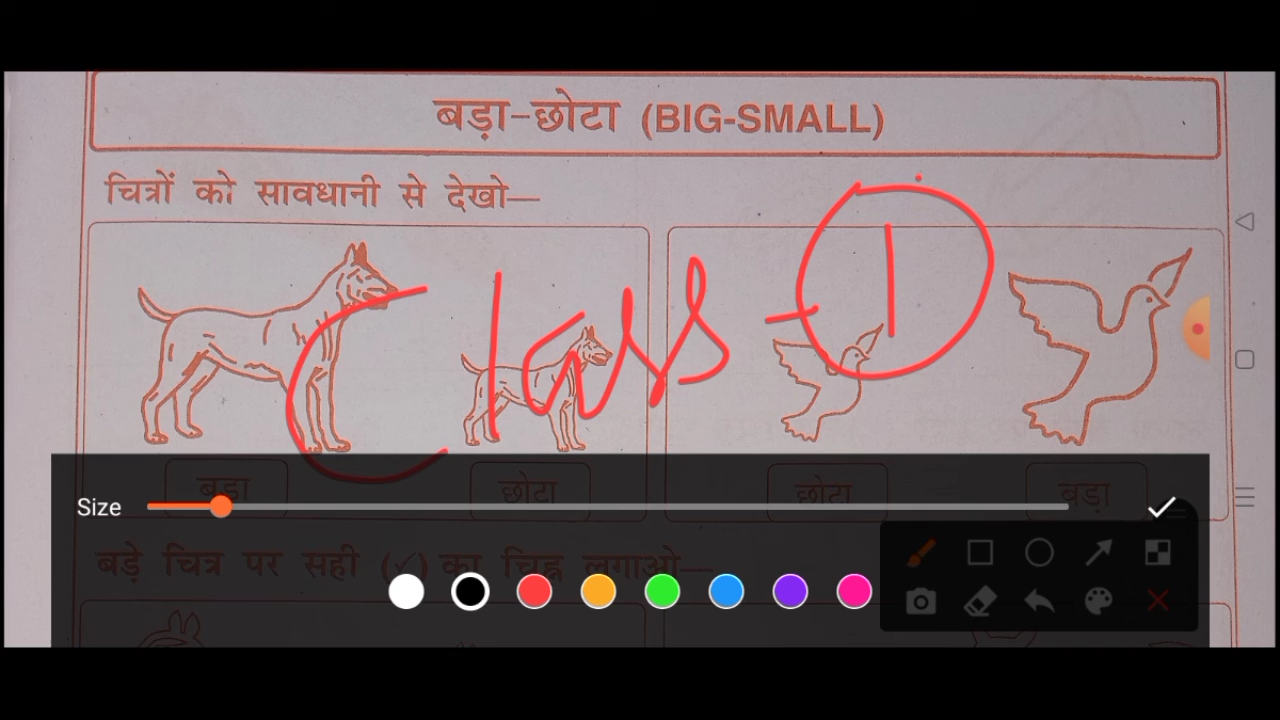 बड़ा-छोटा (BIG-SMALL)
चित्रों को सावधानी से देखो—
Class - 1
बड़ा छोटा छोटा बड़ा
Size
बड़े चित्र पर सही (✓) का चिह्न लगाओ—